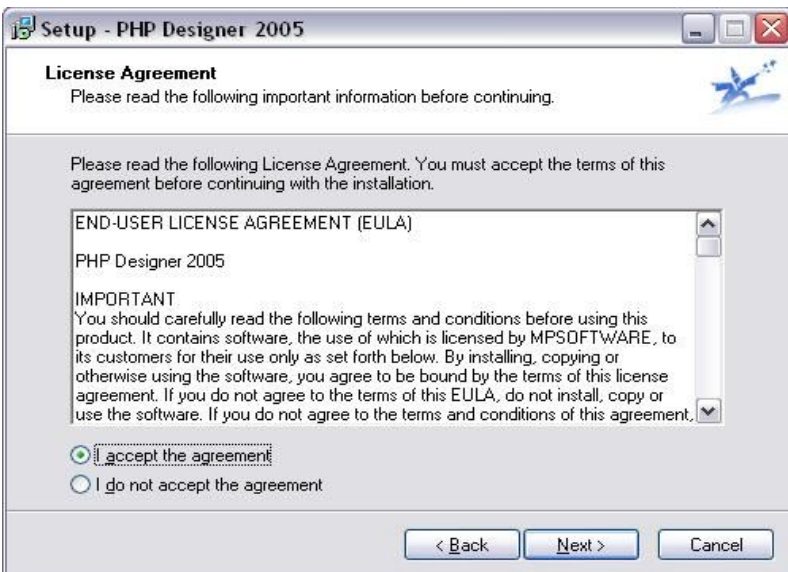 Setup - PHP Designer 2005
License Agreement
Please read the following important information before continuing.
Please read the following License Agreement. You must accept the terms of this
agreement before continuing with the installation.
END-USER LICENSE AGREEMENT (EULA)
PHP Designer 2005
IMPORTANT
You should carefully read the following terms and conditions before using this
product. It contains software, the use of which is licensed by MPSOFTWARE, to
its customers for their use only as set forth below. By installing, copying or
otherwise using the software, you agree to be bound by the terms of this license
agreement. If you do not agree to the terms of this EULA, do not install, copy or
use the software. If you do not agree to the terms and conditions of this agreement,
I accept the agreement
I do not accept the agreement
< Back Next > Cancel